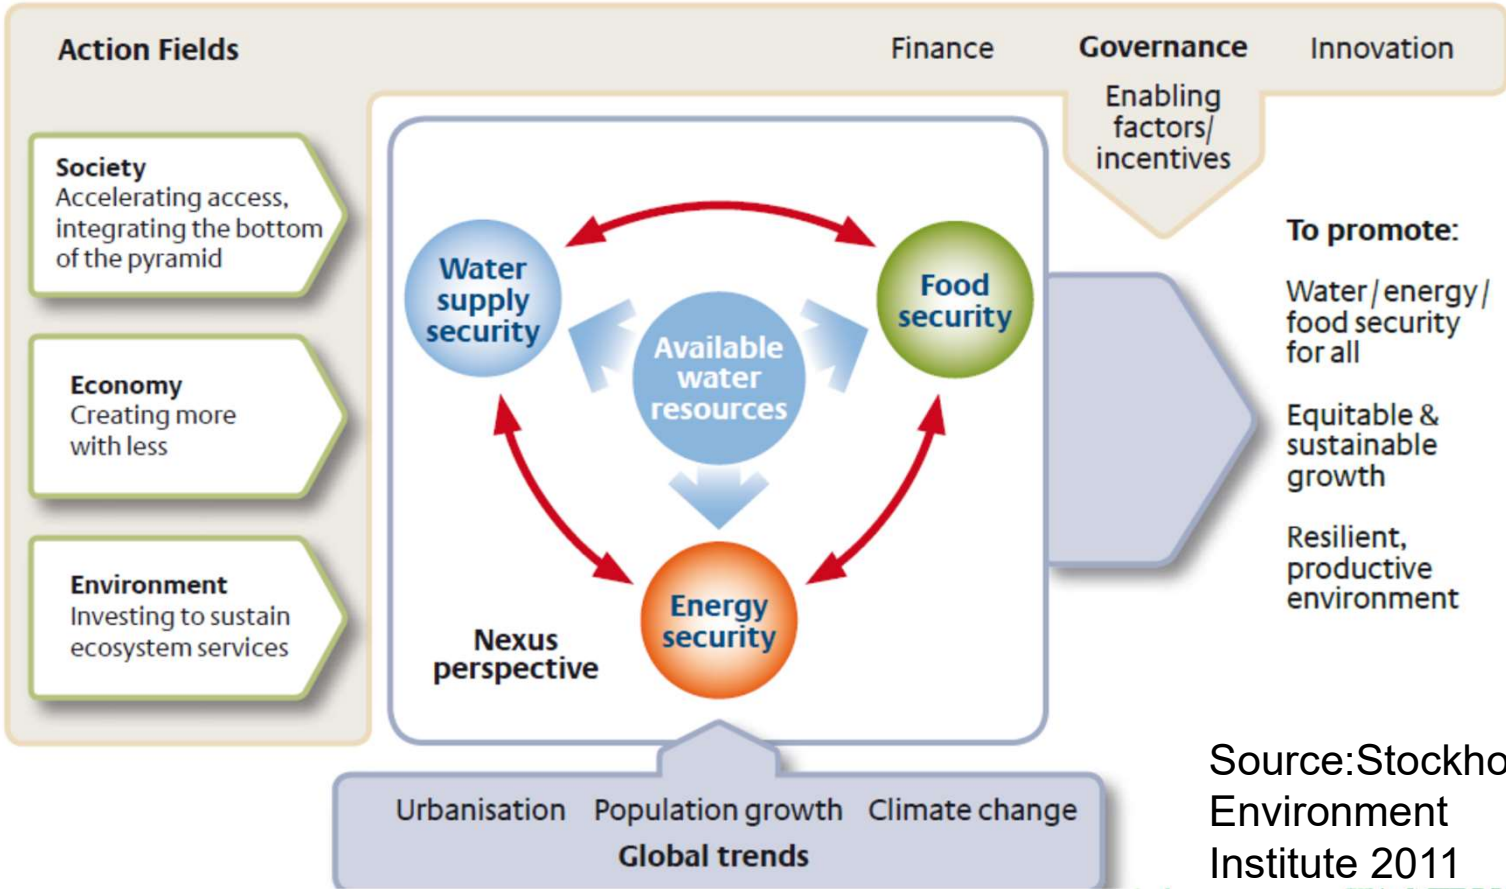 Action Fields
Finance
Governance
Innovation
Enabling
factors/
incentives
Society
Accelerating access,
integrating the bottom
of the pyramid
Economy
Creating more
with less
Environment
Investing to sustain
ecosystem services
Water
supply
security
Food
security
Available
water
resources
Energy
security
Nexus
perspective
To promote:
Water / energy /
food security
for all
Equitable &
sustainable
growth
Resilient,
productive
environment
Urbanisation Population growth Climate change
Global trends
Source:Stockho
Environment
Institute 2011